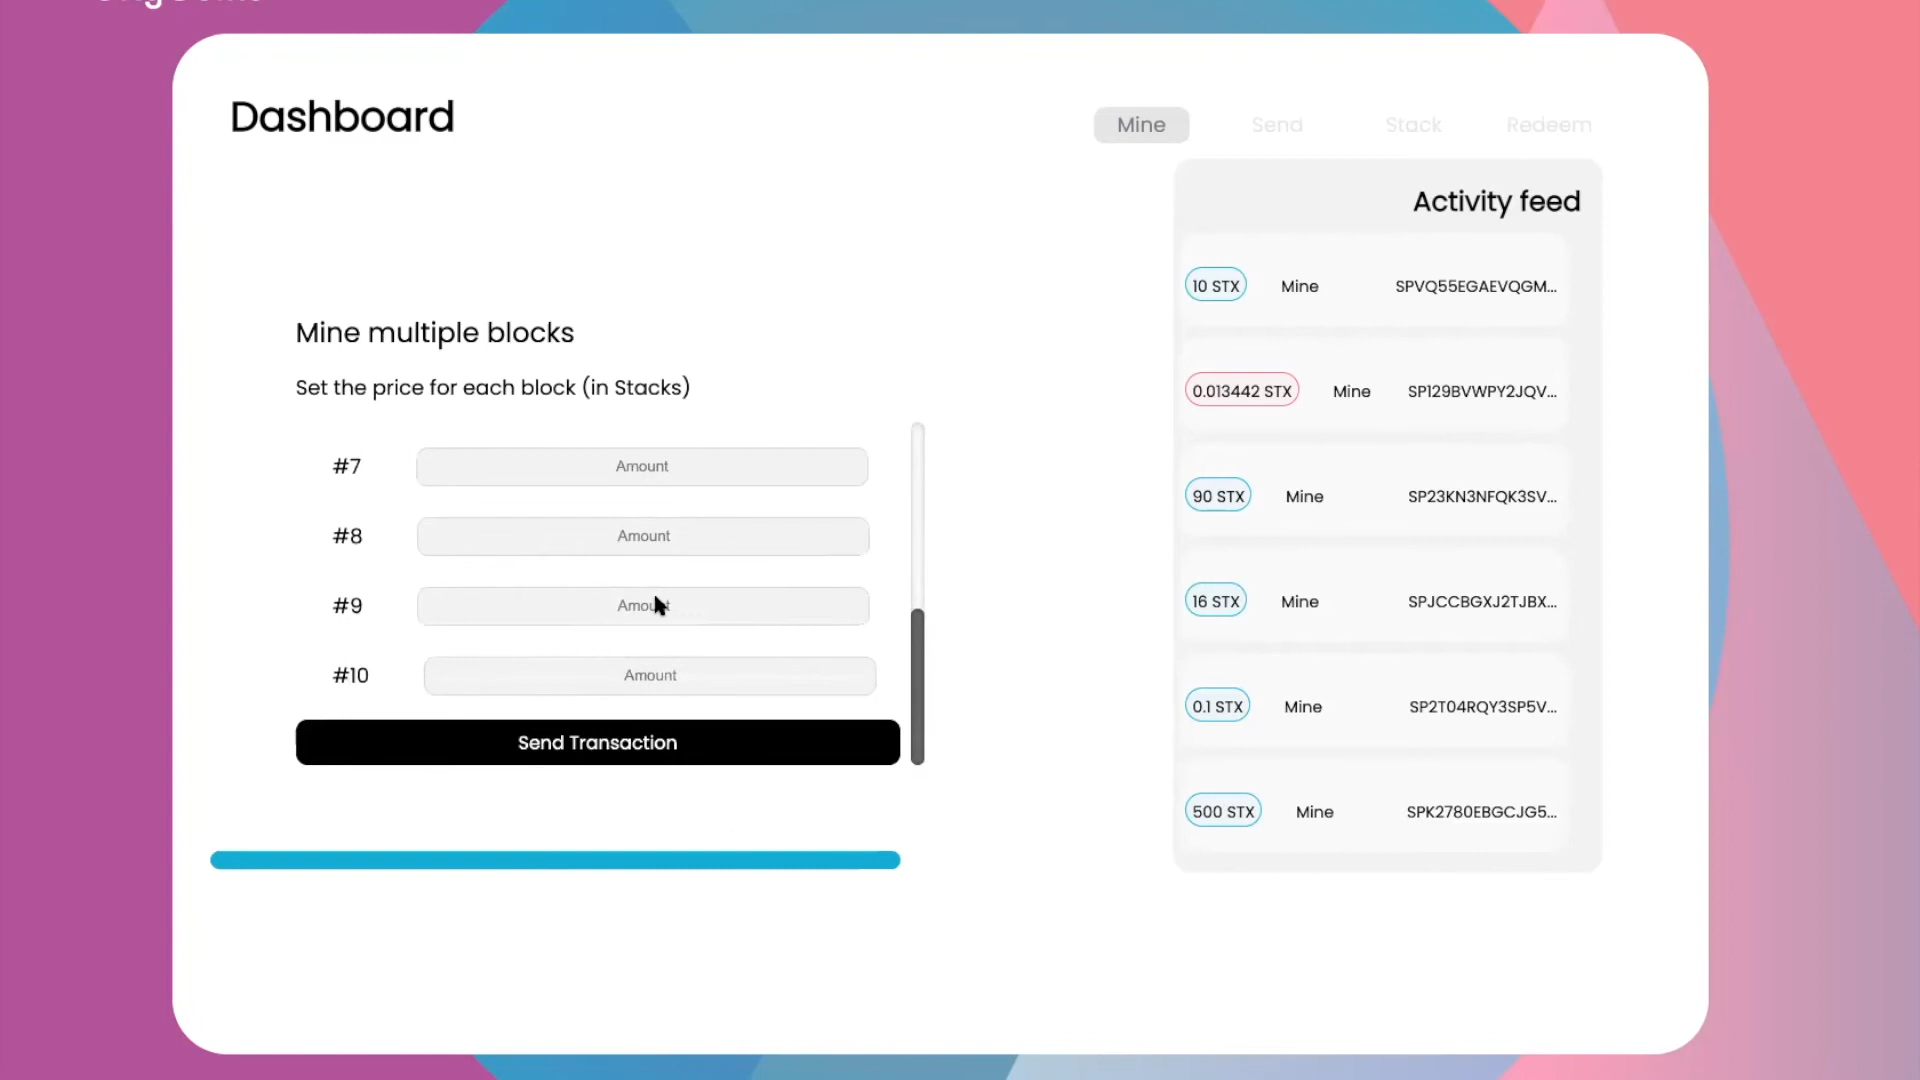 Dashboard
Mine Send Stack Redeem
Activity feed
10 STX Mine SPVQ55EGAEVQGM...
0.013442 STX Mine SP129BVWPY2JQV...
90 STX Mine SP23KN3NFQK3SV...
16 STX Mine SPJCCBGXJ2TJBX...
0.1 STX Mine SP2T04RQY3SP5V...
500 STX Mine SPK2780EBGCJG5...
Mine multiple blocks
Set the price for each block (in Stacks)
#7 Amount
#8 Amount
#9 Amount
#10 Amount
Send Transaction